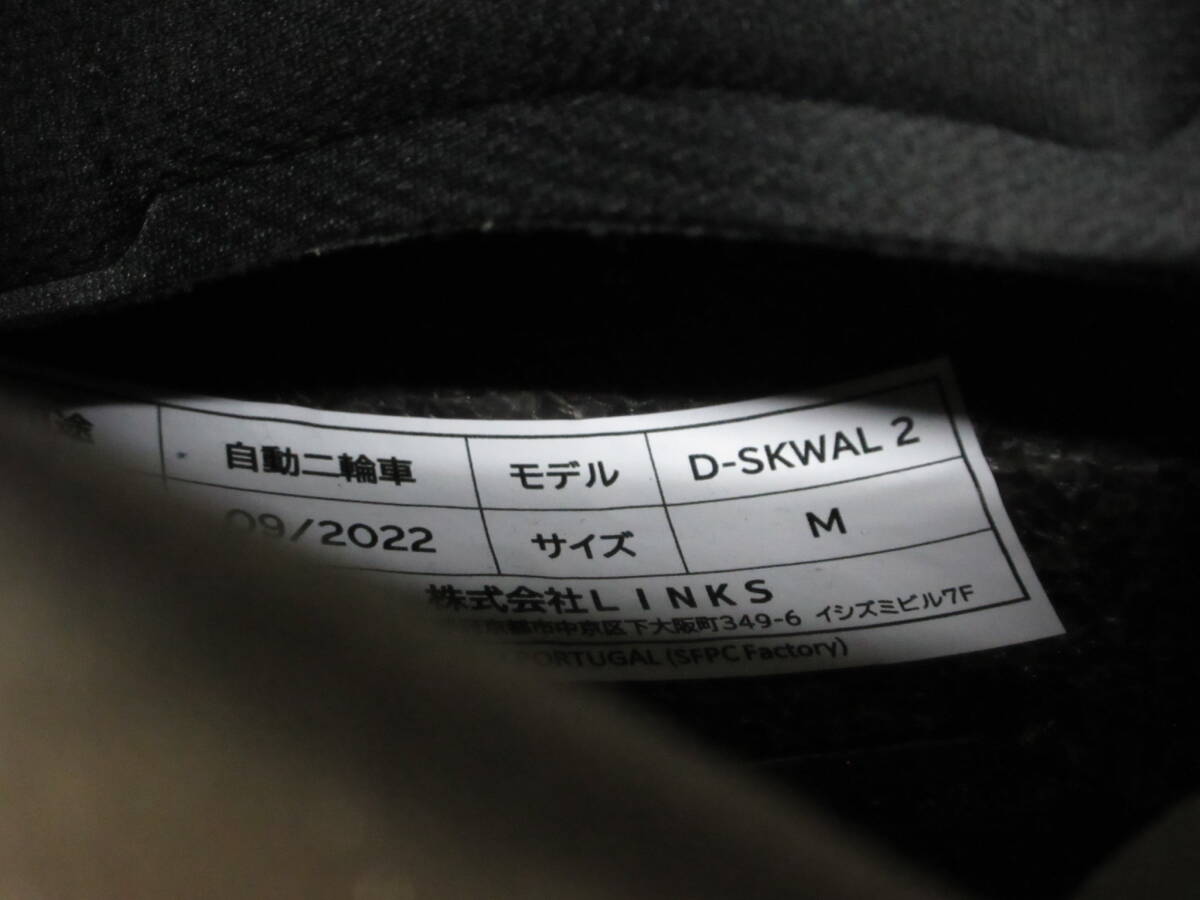 途 自動二輪車 モデル D-SKWAL 2
09/2022 サイズ M
株式会社LINKS
京都市中京区下大阪町349-6 イシズミビル7F
PORTUGAL (SFPC Factory)